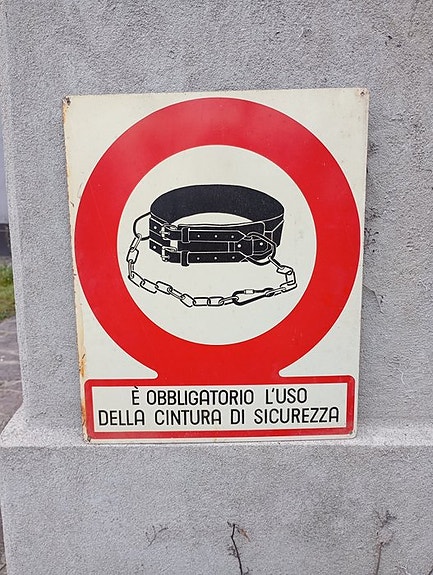 È OBBLIGATORIO L'USO
DELLA CINTURA DI SICUREZZA